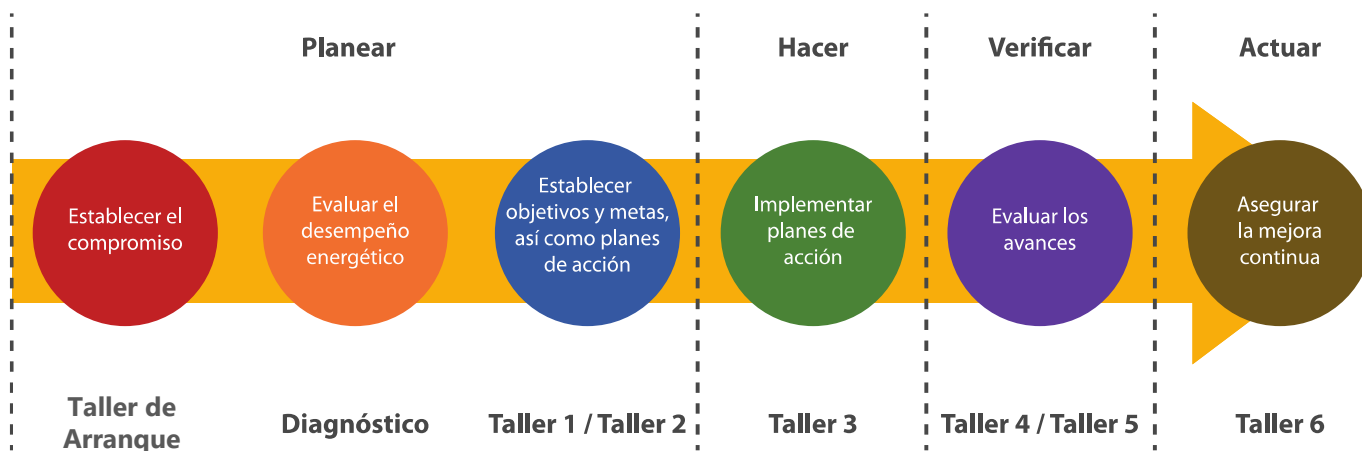 Planear
Hacer
Verificar
Actuar
Establecer el
compromiso
Evaluar el
desempeño
energético
Establecer
objetivos y metas,
así como planes
de acción
Implementar
planes de
acción
Evaluar los
avances
Asegurar
la mejora
continua
Taller de
Arranque
Diagnóstico
Taller 1 / Taller 2
Taller 3
Taller 4 / Taller 5
Taller 6